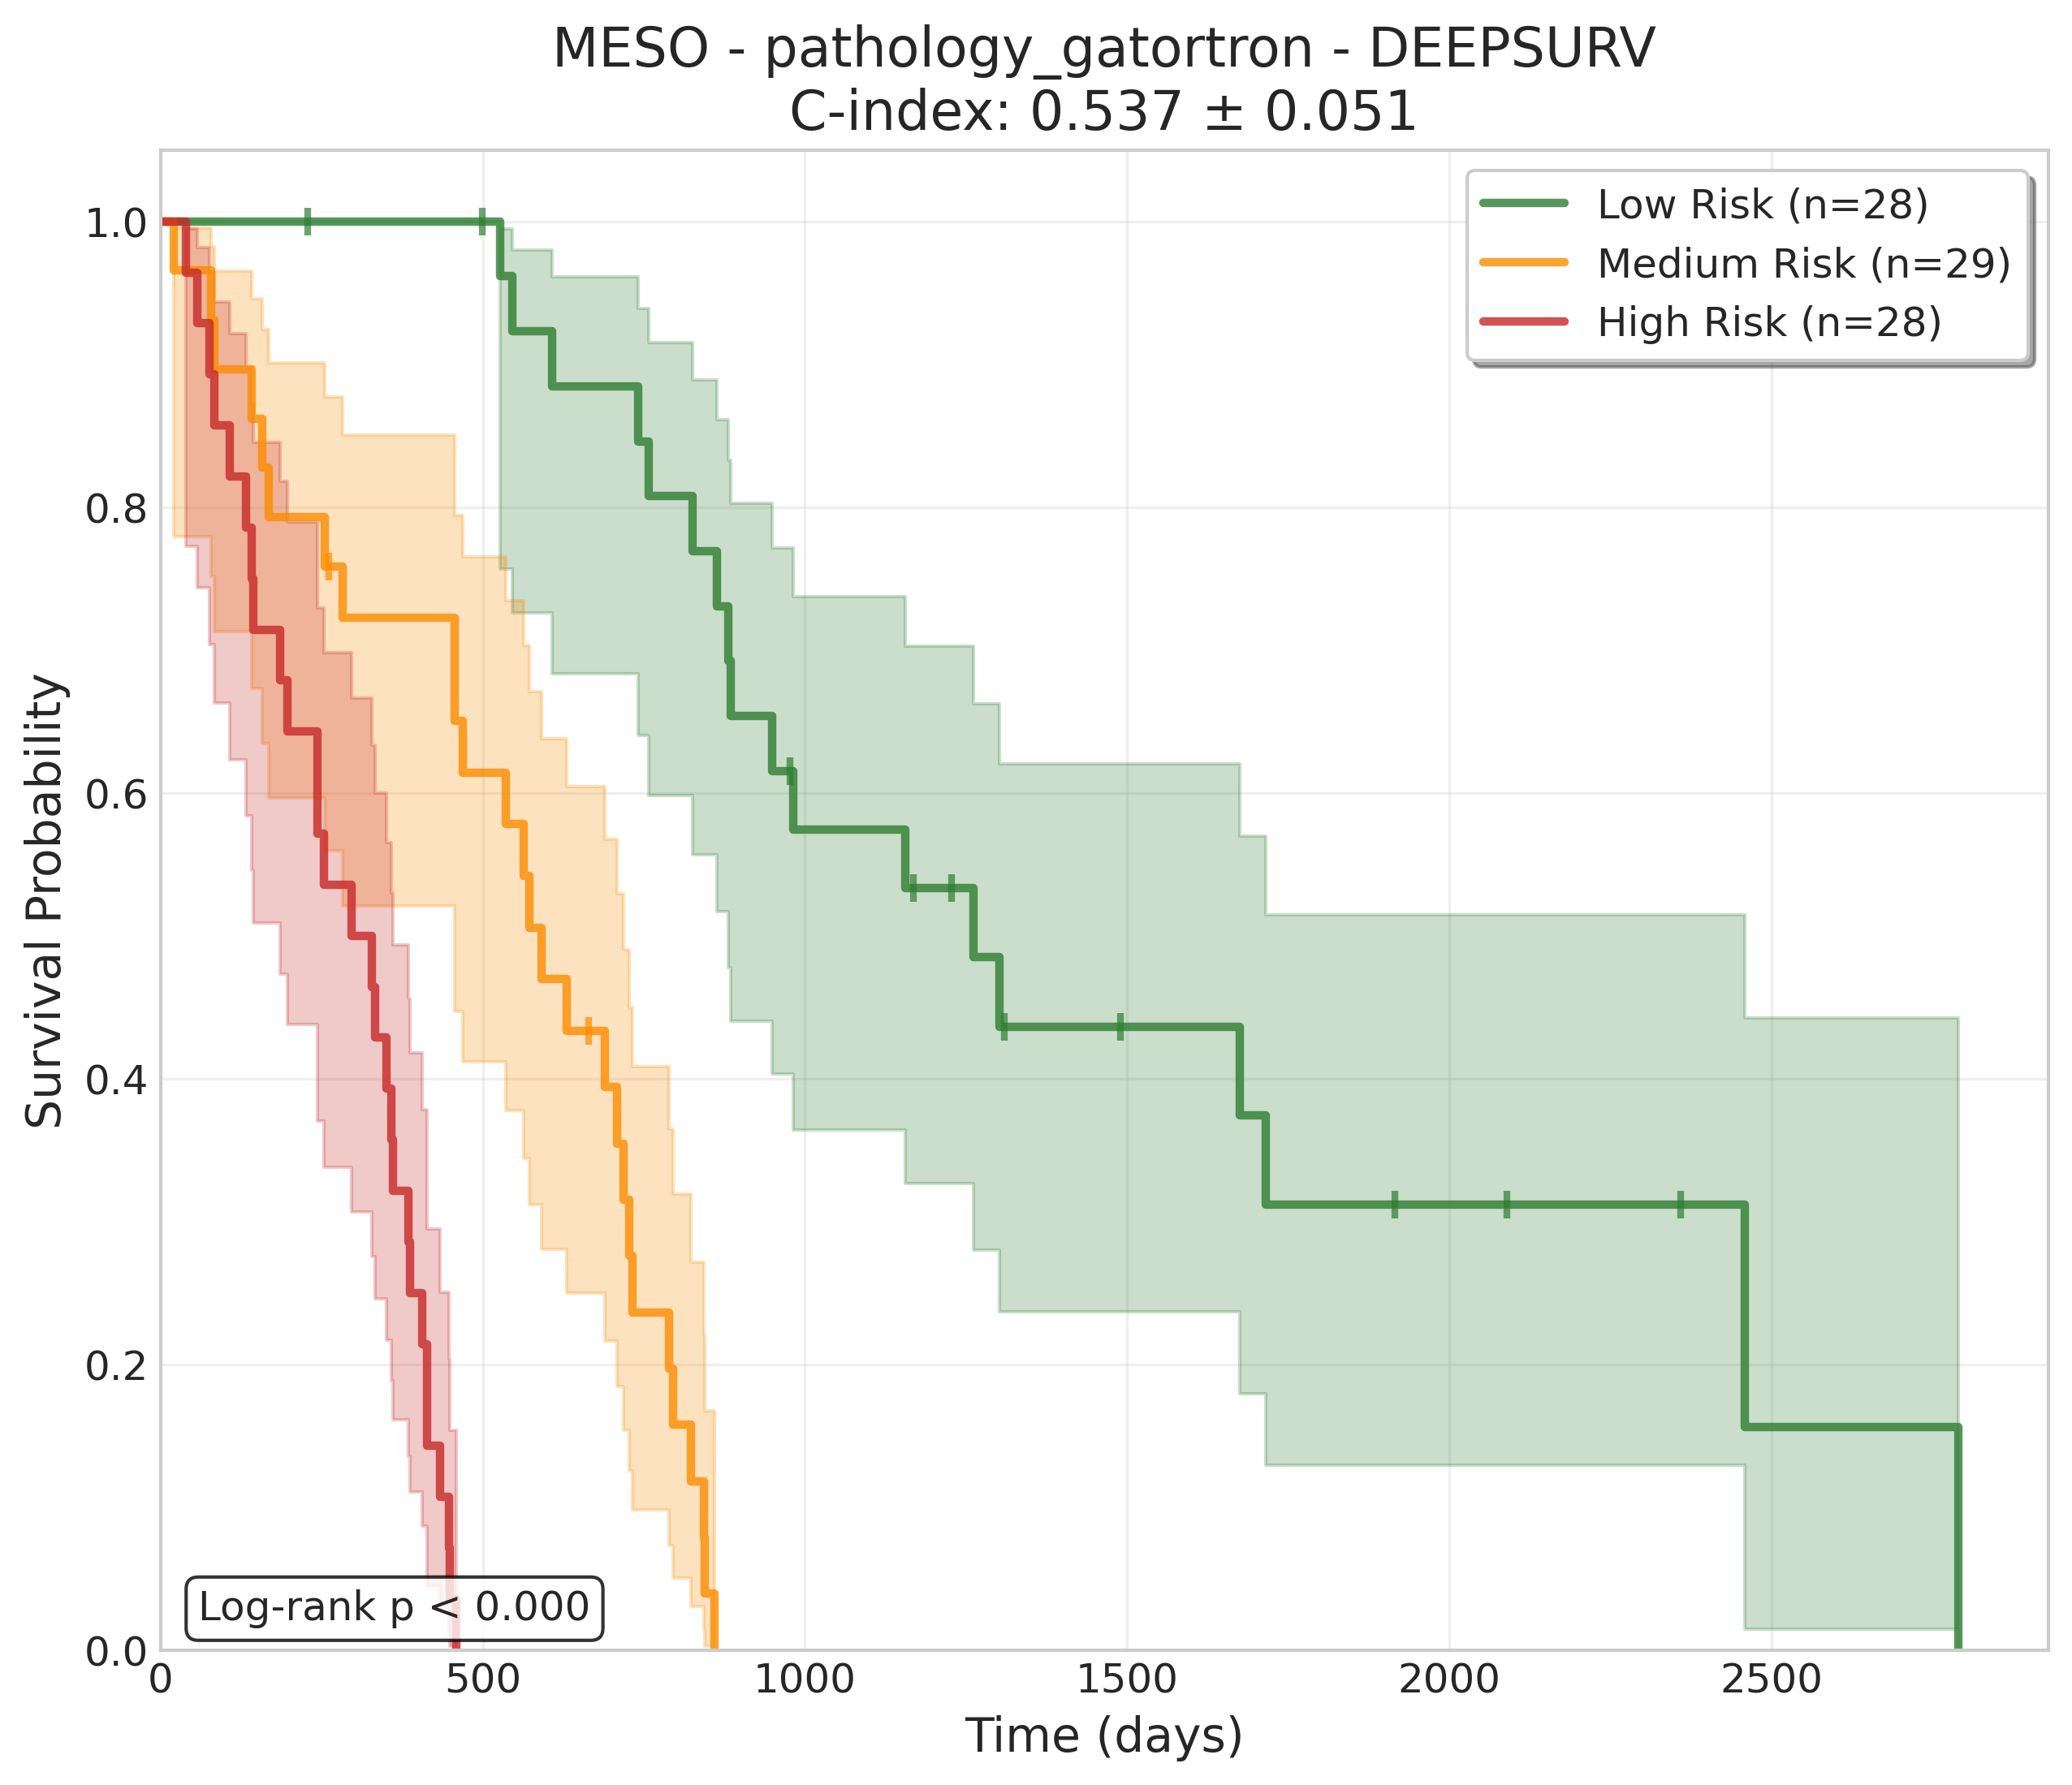 MESO - pathology_gatortron - DEEPSURV
C-index: 0.537 ± 0.051
Low Risk (n=28)
Medium Risk (n=29)
High Risk (n=28)
Survival Probability
1.0
0.8
0.6
0.4
0.2
0.0
Log-rank p < 0.000
0
500
1000
1500
2000
2500
Time (days)